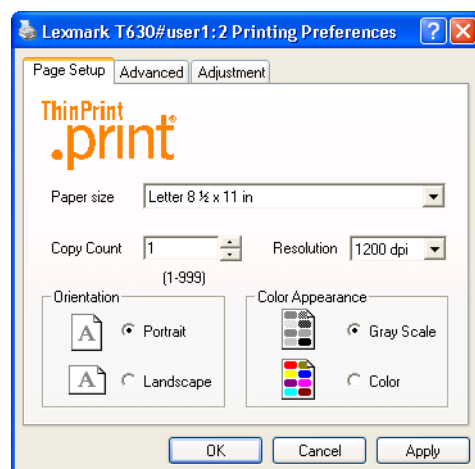 Lexmark T630#user1:2 Printing Preferences
Page Setup Advanced Adjustment
ThinPrint
.print®
Paper size Letter 8 ½ x 11 in
Copy Count 1 Resolution 1200 dpi
(1-999)
Orientation Color Appearance
A Portrait Gray Scale
A Landscape Color
OK Cancel Apply